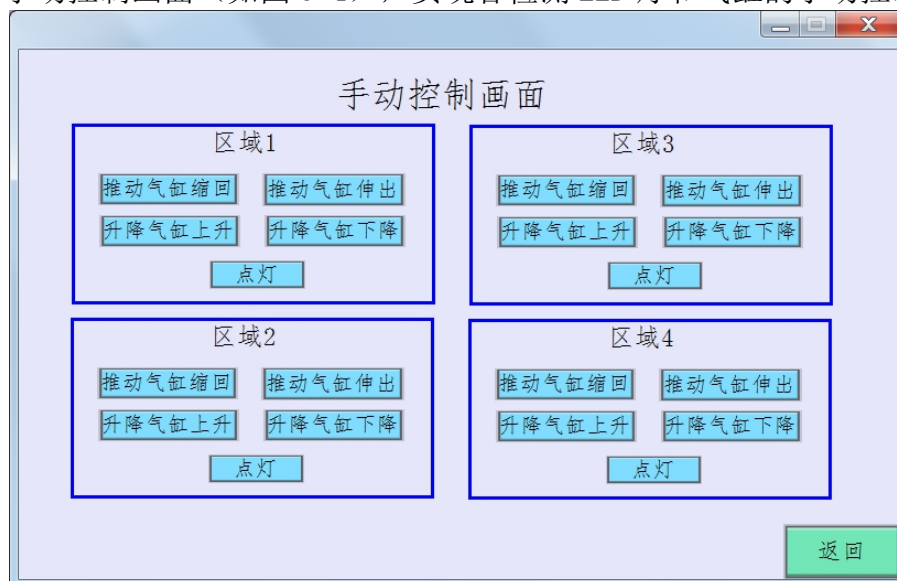 手动控制画面
区域1
推动气缸缩回 推动气缸伸出
升降气缸上升 升降气缸下降
点灯
区域3
推动气缸缩回 推动气缸伸出
升降气缸上升 升降气缸下降
点灯
区域2
推动气缸缩回 推动气缸伸出
升降气缸上升 升降气缸下降
点灯
区域4
推动气缸缩回 推动气缸伸出
升降气缸上升 升降气缸下降
点灯
返回